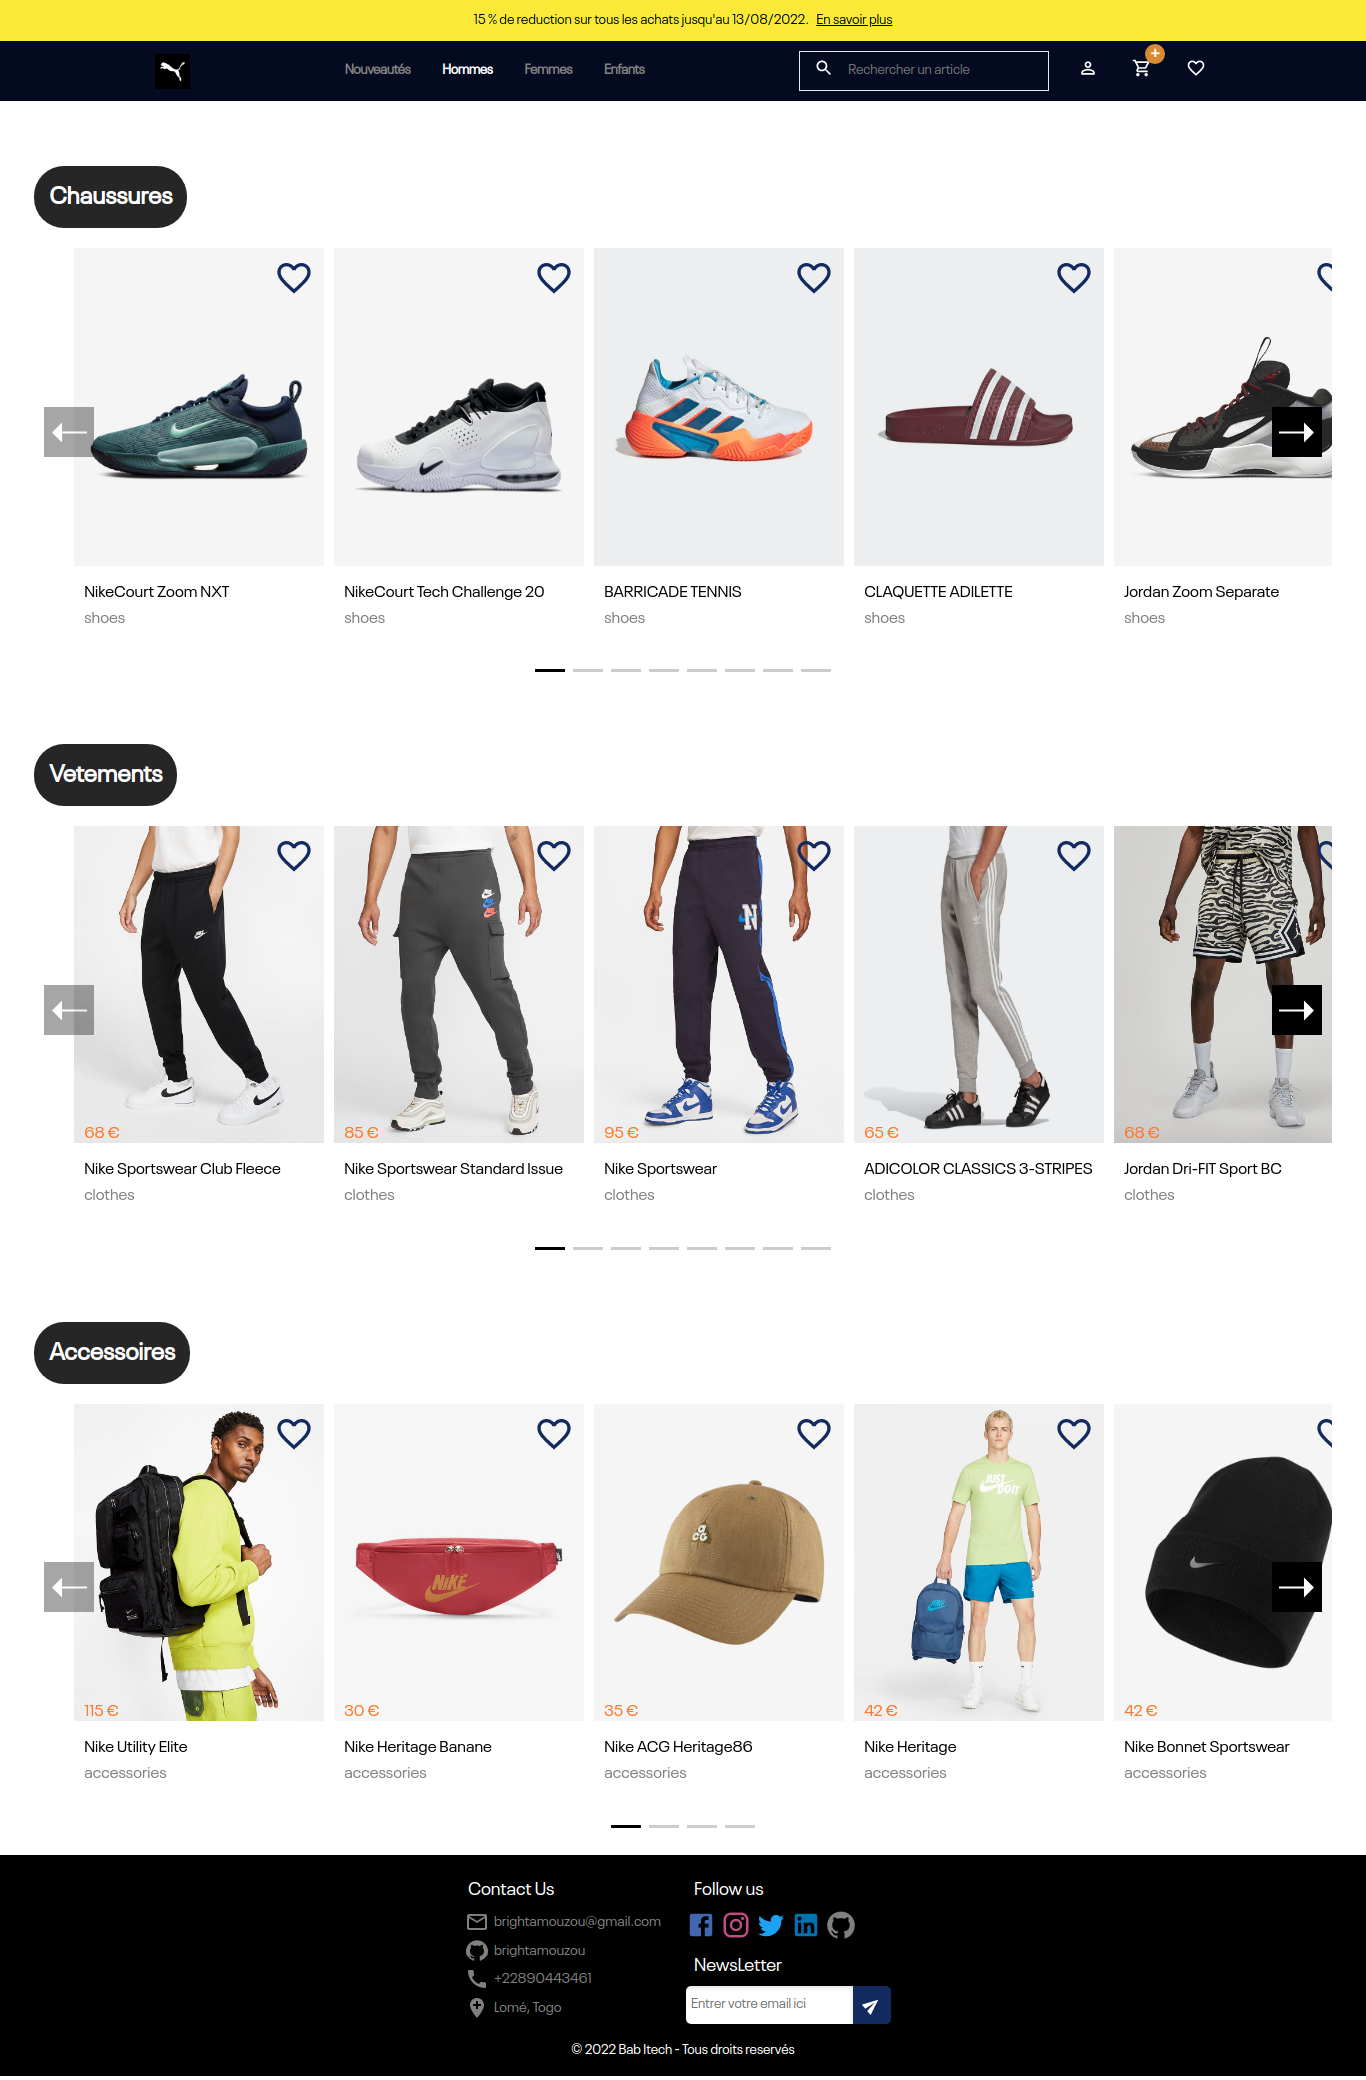 15 % de reduction sur tous les achats jusqu'au 13/08/2022. En savoir plus
Nouveautés Hommes Femmes Enfants Rechercher un article +
Chaussures
NikeCourt Zoom NXT
shoes
NikeCourt Tech Challenge 20
shoes
BARRICADE TENNIS
shoes
CLAQUETTE ADILETTE
shoes
Jordan Zoom Separate
shoes
Vetements
N
68 €
Nike Sportswear Club Fleece
clothes
85 €
Nike Sportswear Standard Issue
clothes
95 €
Nike Sportswear
clothes
65 €
ADICOLOR CLASSICS 3-STRIPES
clothes
68 €
Jordan Dri-FIT Sport BC
clothes
Accessoires
115 €
Nike Utility Elite
accessories
NIKE
30 €
Nike Heritage Banane
accessories
35 €
Nike ACG Heritage86
accessories
JUST
DO IT
NIKE
42 €
Nike Heritage
accessories
42 €
Nike Bonnet Sportswear
accessories
Contact Us
brightamouzou@gmail.com
brightamouzou
+22890443461
Lomé, Togo
Follow us
NewsLetter
Entrer votre email ici
© 2022 Bab Itech - Tous droits reservés